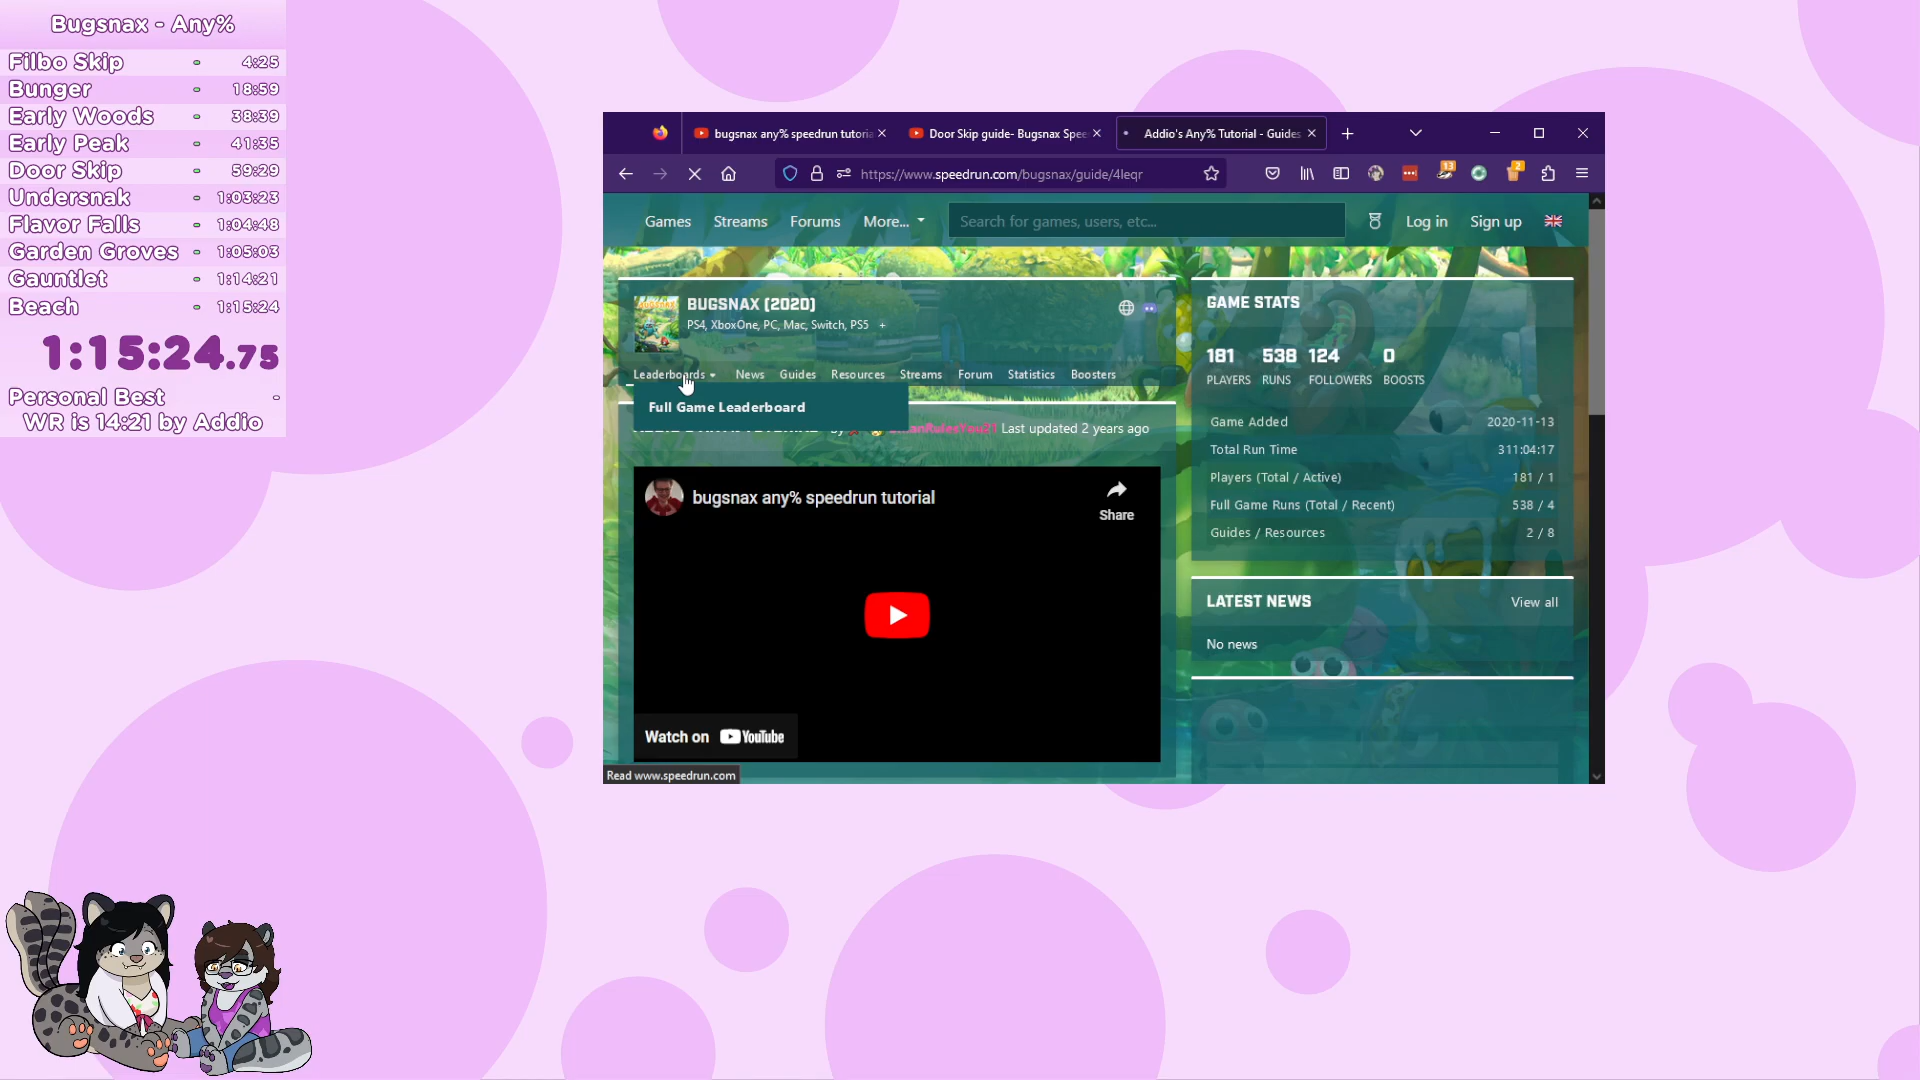 Bugsnax - Any%
Filbo Skip - 4:25
Bunger - 18:59
Early Woods - 38:39
Early Peak - 41:35
Door Skip - 59:29
Undersnak - 1:03:23
Flavor Falls - 1:04:48
Garden Groves - 1:05:03
Gauntlet - 1:14:21
Beach - 1:15:24
1:15:24.75
Personal Best -
WR is 14:21 by Addio
bugsnax any% speedrun tutoria
Door Skip guide- Bugsnax Spee
Addio's Any% Tutorial - Guides
https://www.speedrun.com/bugsnax/guide/4leqr
13
2
Games Streams Forums More... Search for games, users, etc... Log in Sign up
BUGSNAX (2020)
PS4, XboxOne, PC, Mac, Switch, PS5 +
Leaderboards News Guides Resources Streams Forum Statistics Boosters
Full Game Leaderboard
Last updated 2 years ago
bugsnax any% speedrun tutorial
Share
Watch on YouTube
Read www.speedrun.com
GAME STATS
181 538 124 0
PLAYERS RUNS FOLLOWERS BOOSTS
Game Added 2020-11-13
Total Run Time 311:04:17
Players (Total / Active) 181 / 1
Full Game Runs (Total / Recent) 538 / 4
Guides / Resources 2 / 8
LATEST NEWS View all
No news